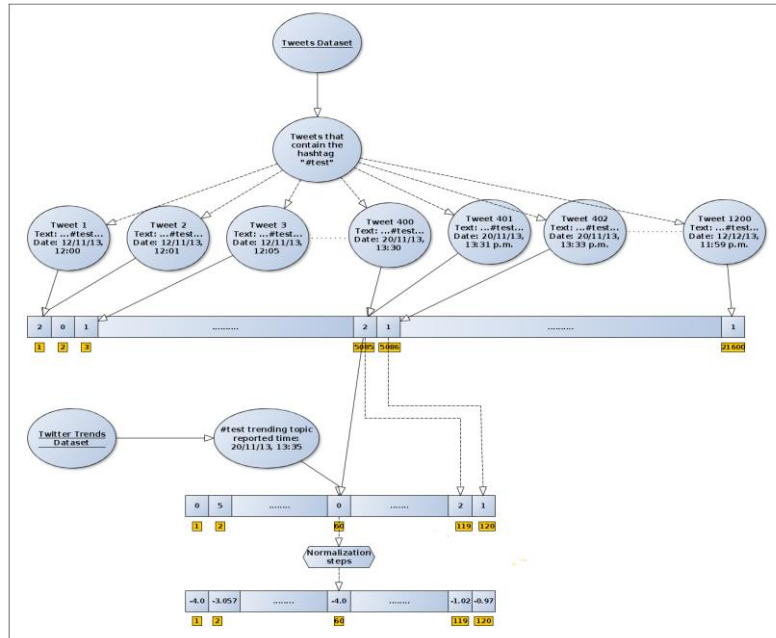 Tweets Dataset
Tweets that
contain the
hashtag
"#test"
Tweet 1
Text: ...#test...
Date: 12/11/13,
12:00
Tweet 2
Text: ...#test...
Date: 12/11/13,
12:01
Tweet 3
Text: ...#test...
Date: 12/11/13,
12:05
Tweet 400
Text: ...#test...
Date: 20/11/13,
13:30
Tweet 401
Text: ...#test...
Date: 20/11/13,
13:31 p.m.
Tweet 402
Text: ...#test...
Date: 20/11/13,
13:33 p.m.
Tweet 1200
Text: ...#test...
Date: 12/12/13,
11:59 p.m.
2 0 1 .......... 2 1 .......... 1
1 2 3 5085 5086 21600
Twitter Trends
Dataset
#test trending topic
reported time:
20/11/13, 13:35
0 5 ........ 0 ....... 2 1
1 2 60 119 120
Normalization
steps
-4.0 -3.057 ........ -4.0 ........ -1.02 -0.97
1 2 60 119 120